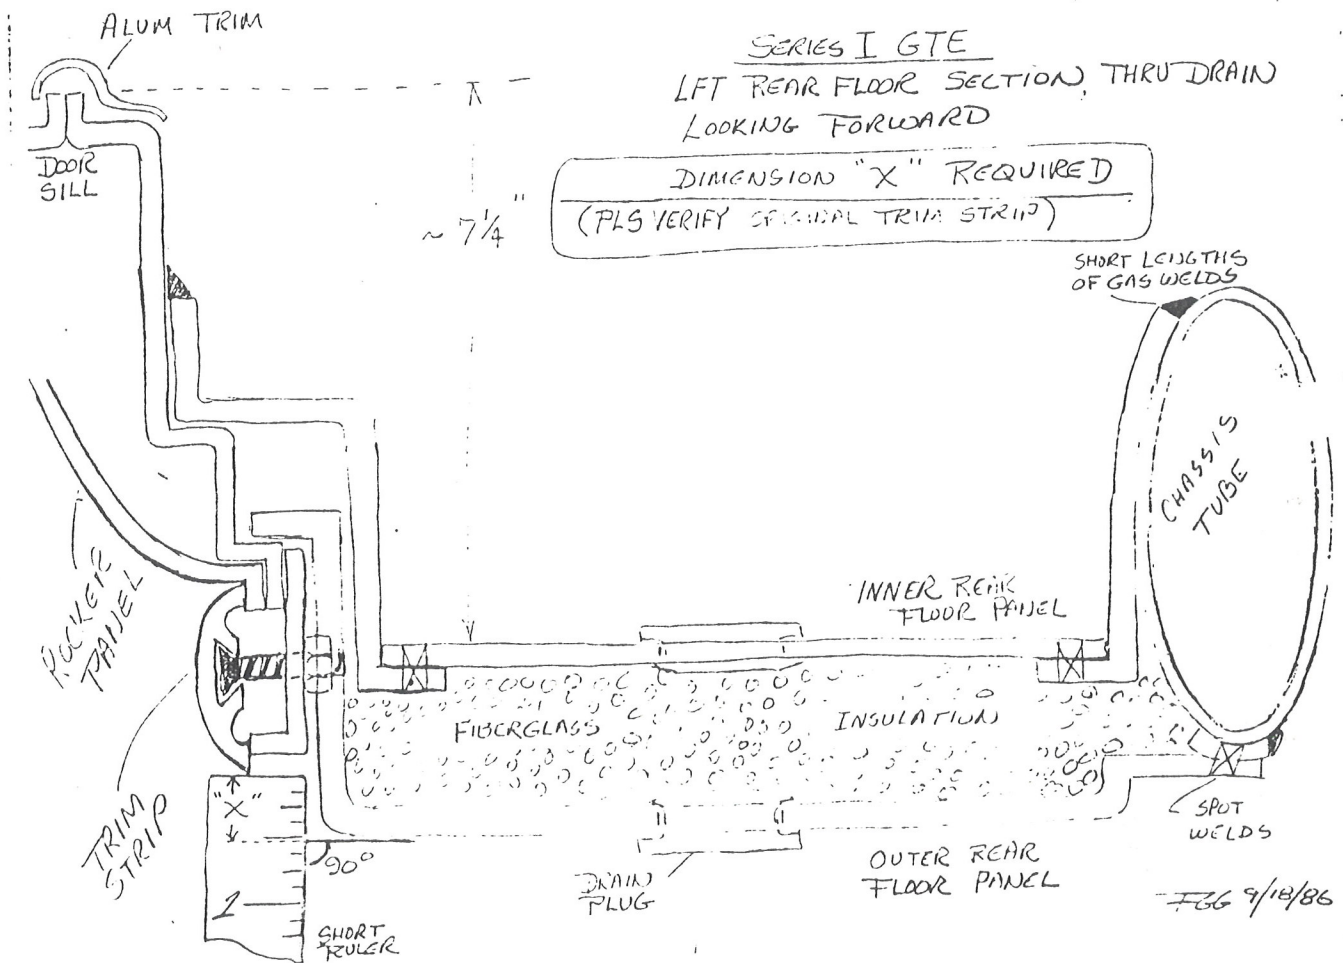 ALUM TRIM
SERIES I GTE
LFT REAR FLOOR SECTION, THRU DRAIN
LOOKING FORWARD
DIMENSION "X" REQUIRED
(PLS VERIFY ORIGINAL TRIM STRIP)
DOOR
SILL
~ 7 1/4"
SHORT LENGTHS
OF GAS WELDS
CHASSIS
TUBE
ROCKER
PANEL
INNER REAR
FLOOR PANEL
FIBERGLASS INSULATION
TRIM
STRIP
"X"
90°
1
SHORT
RULER
DRAIN
PLUG
OUTER REAR
FLOOR PANEL
SPOT
WELDS
9/18/86